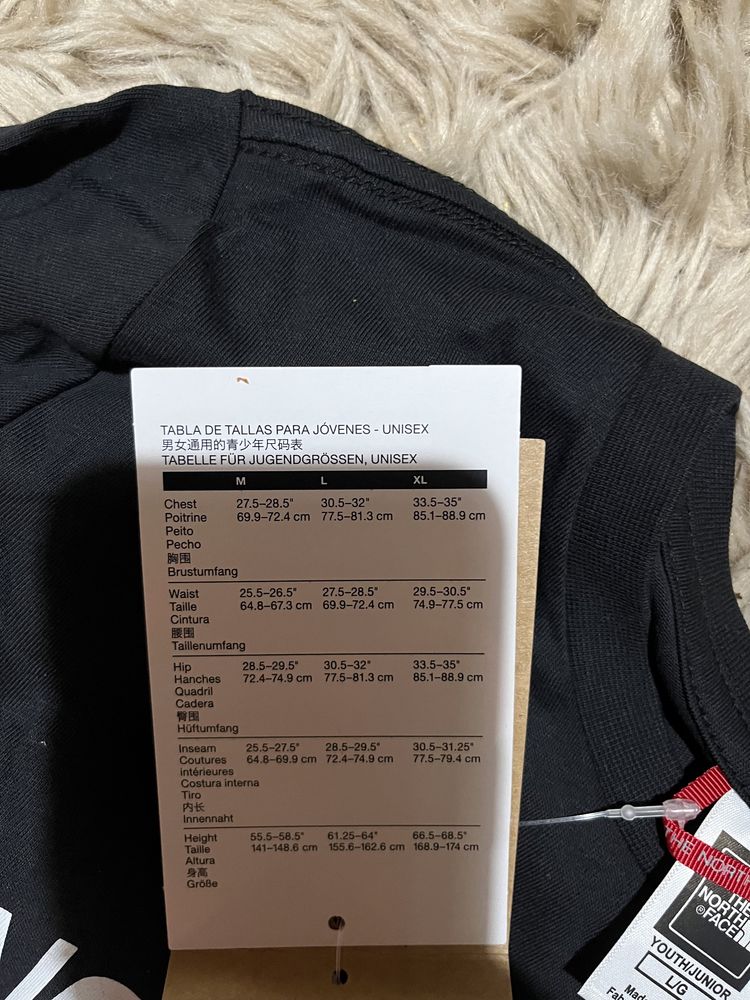 TABLA DE TALLAS PARA JÓVENES - UNISEX
男女通用的青少年尺码表
TABELLE FÜR JUGENDGRÖSSEN, UNISEX
M L XL
Chest 27.5–28.5" 30.5–32" 33.5–35"
Poitrine 69.9–72.4 cm 77.5–81.3 cm 85.1–88.9 cm
Peito
Pecho
胸围
Brustumfang
Waist 25.5–26.5" 27.5–28.5" 29.5–30.5"
Taille 64.8–67.3 cm 69.9–72.4 cm 74.9–77.5 cm
Cintura
腰围
Taillenumfang
Hip 28.5–29.5" 30.5–32" 33.5–35"
Hanches 72.4–74.9 cm 77.5–81.3 cm 85.1–88.9 cm
Quadril
Cadera
臀围
Hüftumfang
Inseam 25.5–27.5" 28.5–29.5" 30.5–31.25"
Coutures 64.8–69.9 cm 72.4–74.9 cm 77.5–79.4 cm
intérieures
Costura interna
Tiro
内长
Innennaht
Height 55.5–58.5" 61.25–64" 66.5–68.5"
Taille 141–148.6 cm 155.6–162.6 cm 168.9–174 cm
Altura
身高
Größe
THE NORTH
THE
NORTH
FACE
®
YOUTH/JUNIOR
L/G